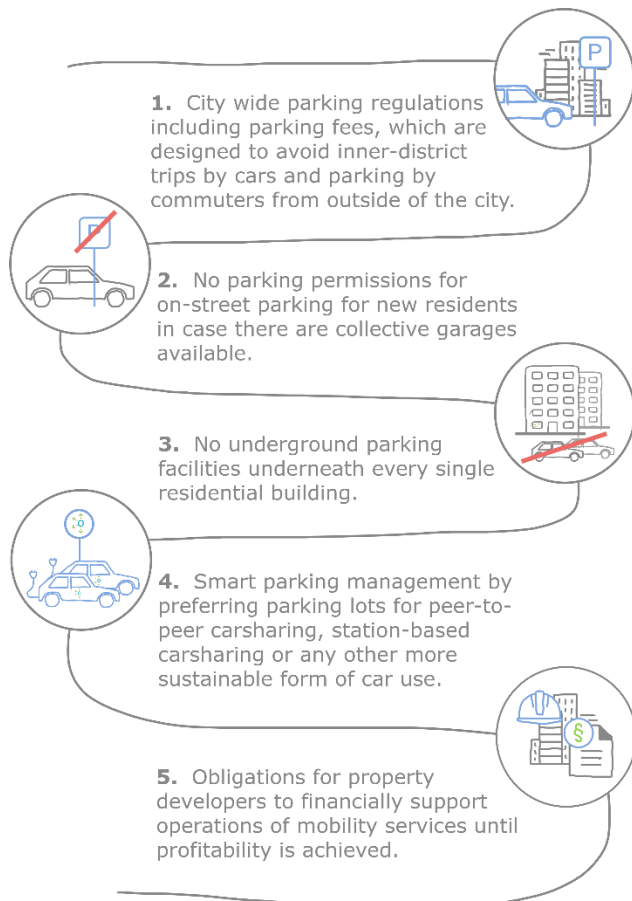 P
1. City wide parking regulations
including parking fees, which are
designed to avoid inner-district
trips by cars and parking by
commuters from outside of the city.
P
2. No parking permissions for
on-street parking for new residents
in case there are collective garages
available.
3. No underground parking
facilities underneath every single
residential building.
4. Smart parking management by
preferring parking lots for peer-to-
peer carsharing, station-based
carsharing or any other more
sustainable form of car use.
§
5. Obligations for property
developers to financially support
operations of mobility services until
profitability is achieved.